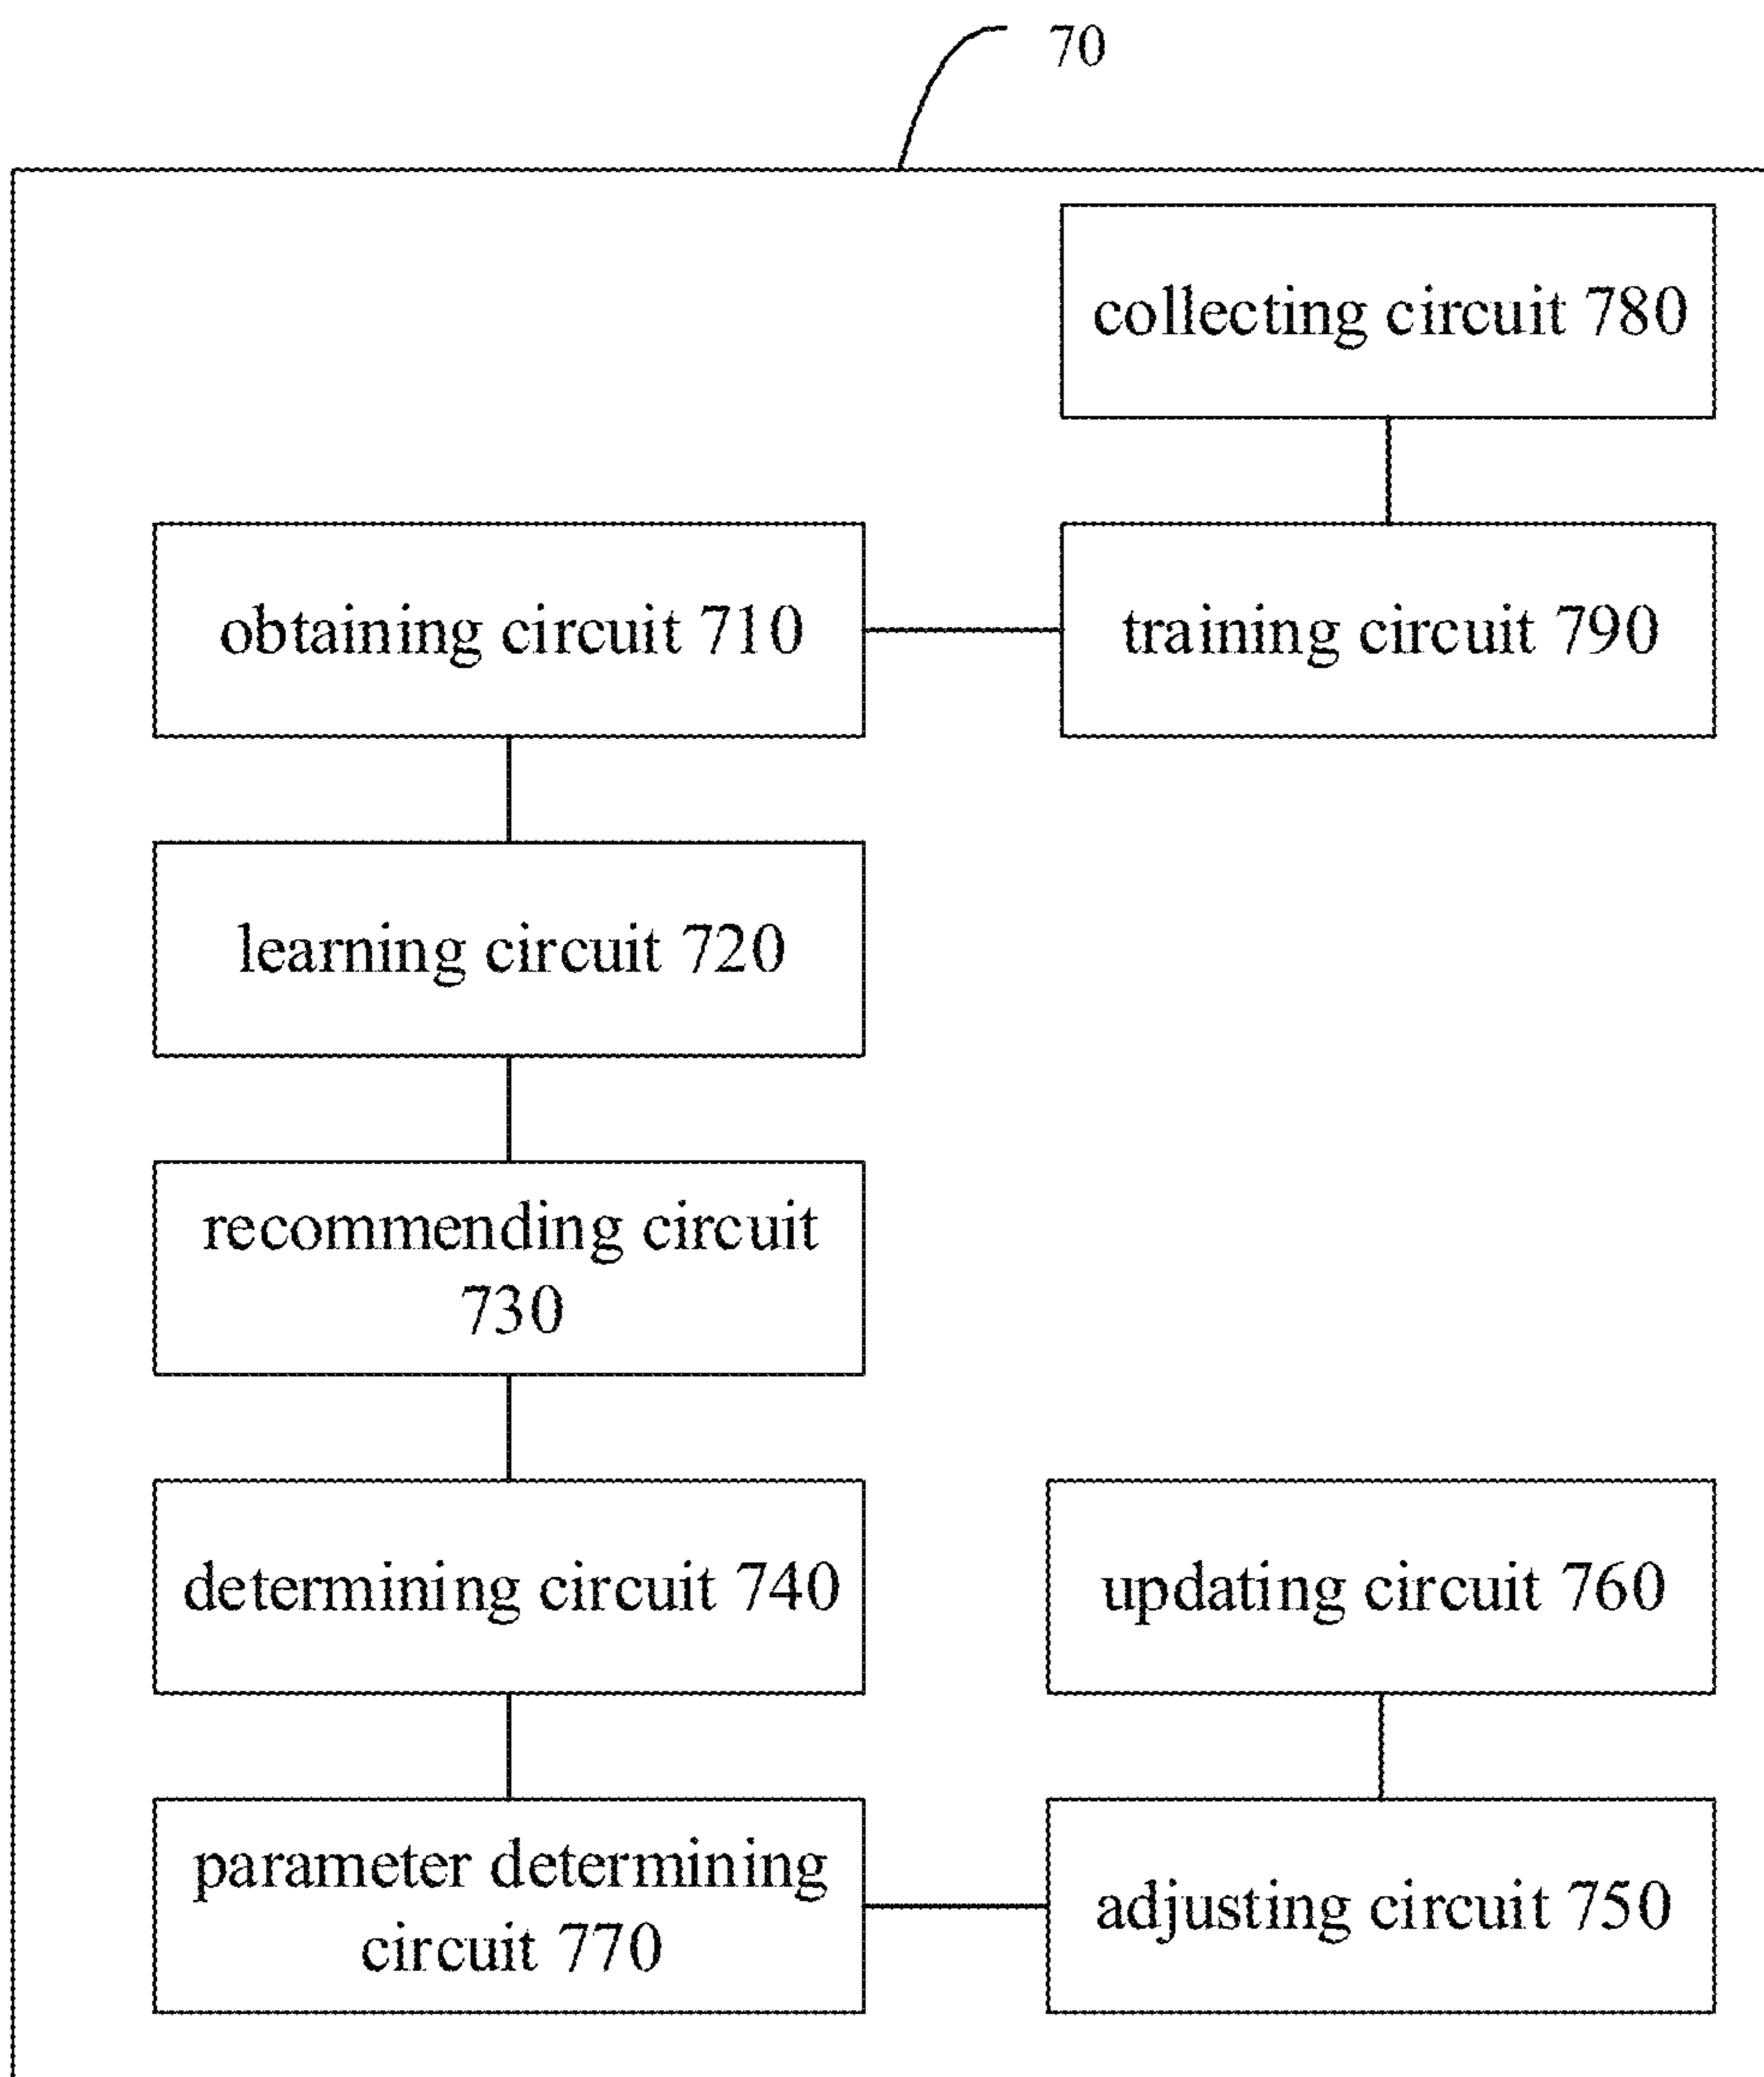 70
collecting circuit 780
obtaining circuit 710
training circuit 790
learning circuit 720
recommending circuit
730
determining circuit 740
updating circuit 760
parameter determining
circuit 770
adjusting circuit 750